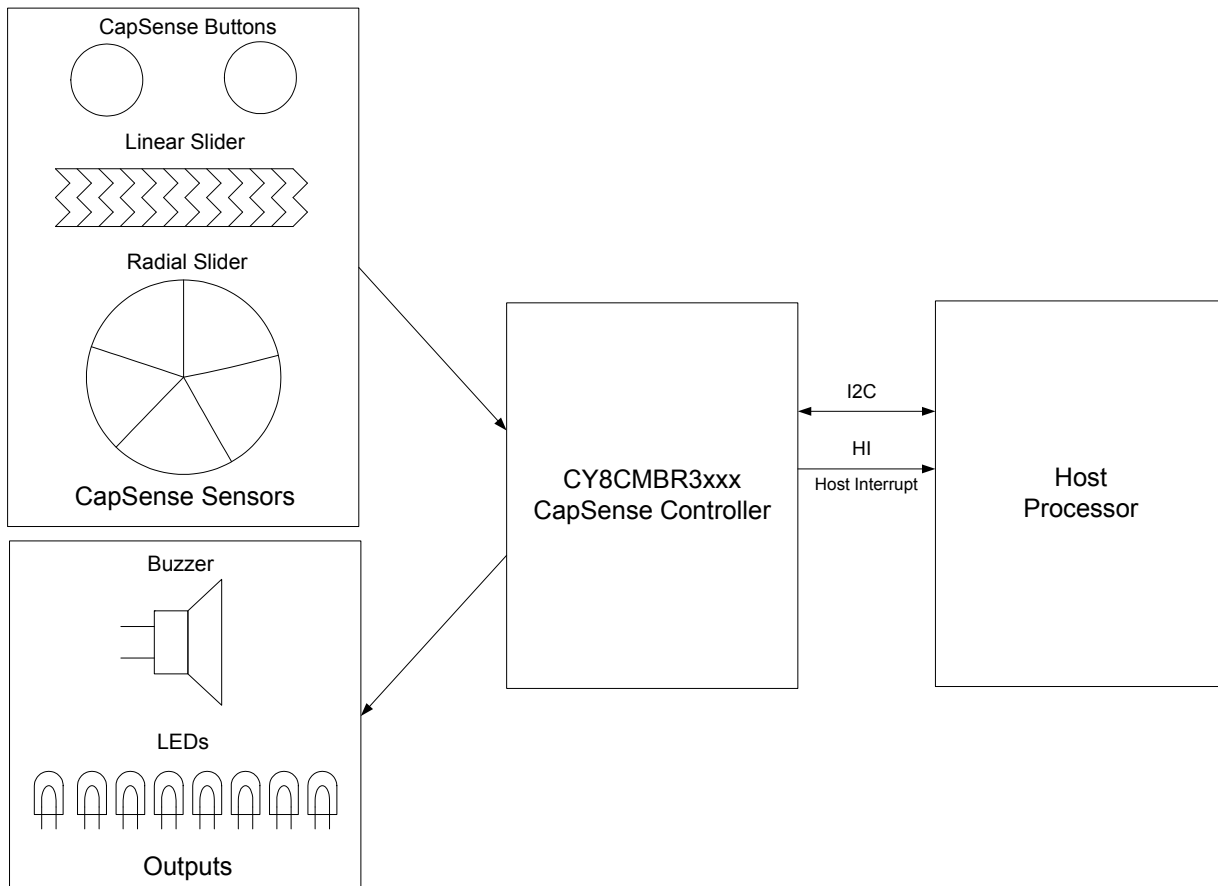 CapSense Buttons
Linear Slider
Radial Slider
CapSense Sensors
Buzzer
LEDs
Outputs
CY8CMBR3xxx
CapSense Controller
I2C
HI
Host Interrupt
Host
Processor